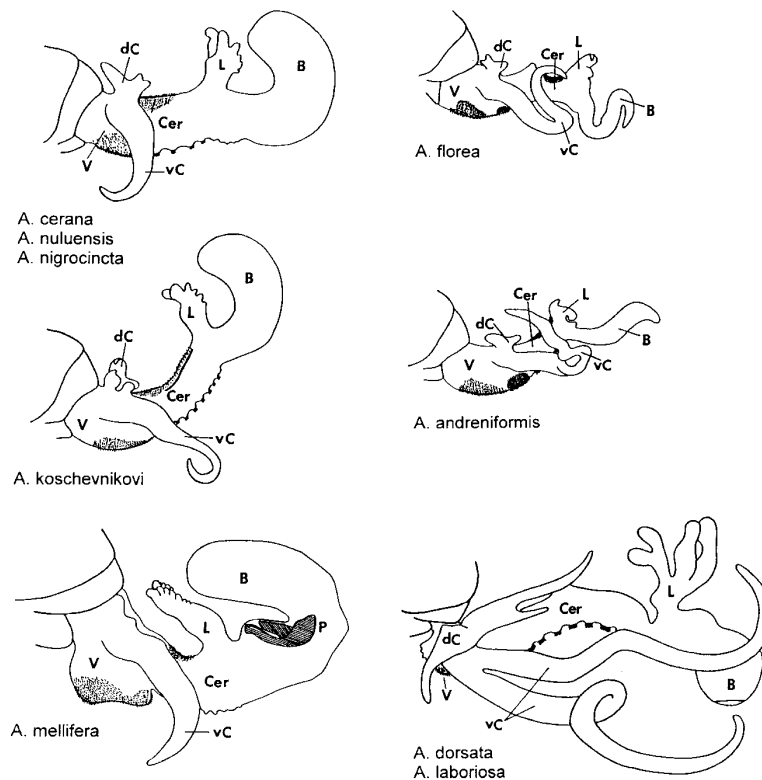 dC
L
B
Cer
V
vC
A. cerana
A. nuluensis
A. nigrocincta
dC
Cer
L
V
B
vC
A. florea
B
L
dC
Cer
V
vC
A. koschevnikovi
Cer
L
dC
V
B
vC
A. andreniformis
B
P
L
V
Cer
vC
A. mellifera
L
Cer
dC
V
B
vC
A. dorsata
A. laboriosa